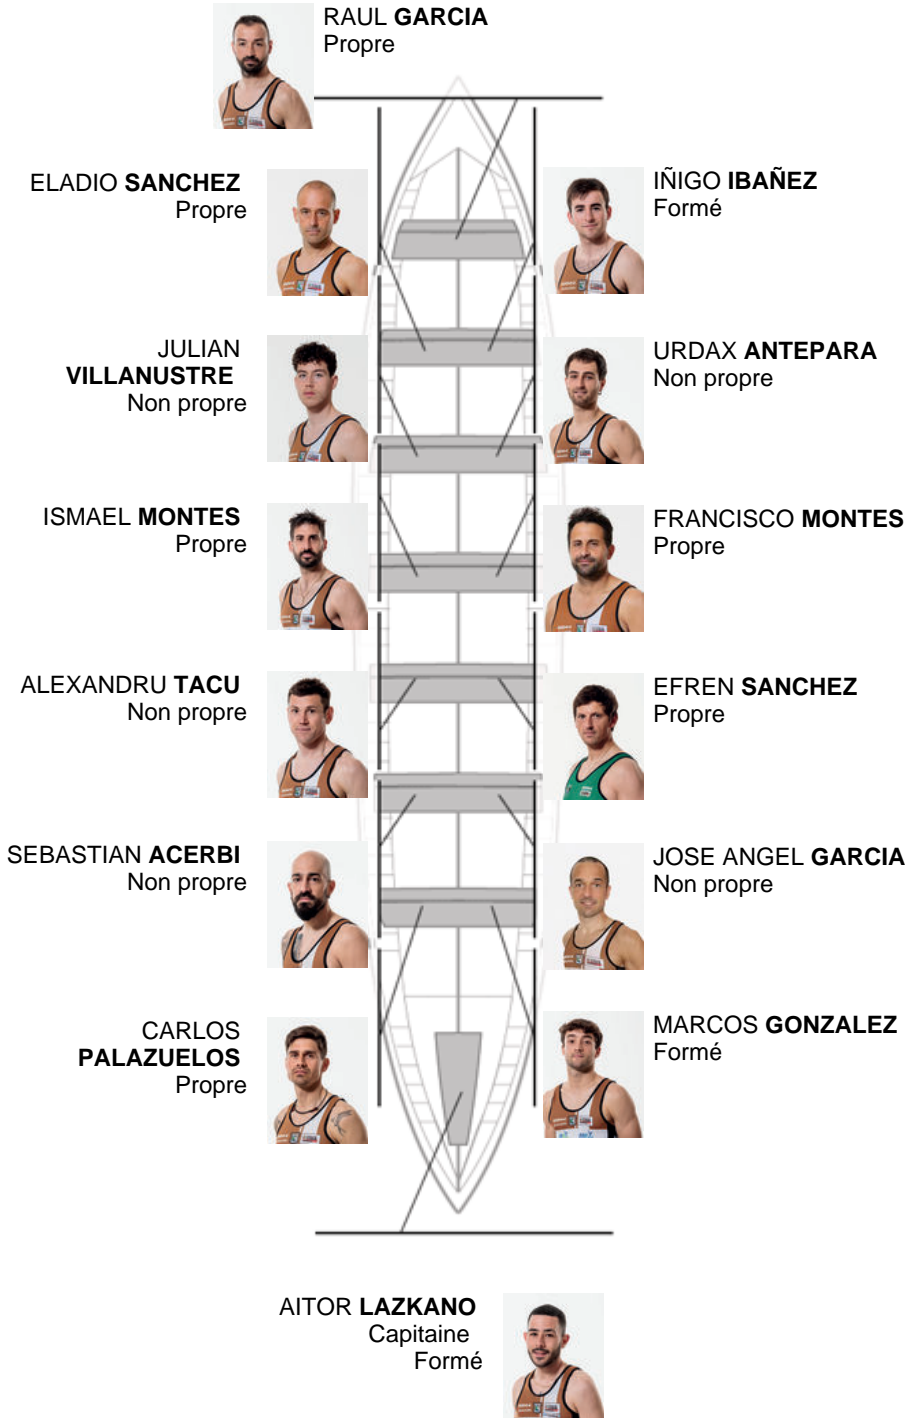 RAUL GARCIA
Propre
ELADIO SANCHEZ
Propre
IÑIGO IBAÑEZ
Formé
JULIAN
VILLANUSTRE
Non propre
URDAX ANTEPARA
Non propre
ISMAEL MONTES
Propre
FRANCISCO MONTES
Propre
ALEXANDRU TACU
Non propre
EFREN SANCHEZ
Propre
SEBASTIAN ACERBI
Non propre
JOSE ANGEL GARCIA
Non propre
CARLOS
PALAZUELOS
Propre
MARCOS GONZALEZ
Formé
AITOR LAZKANO
Capitaine
Formé